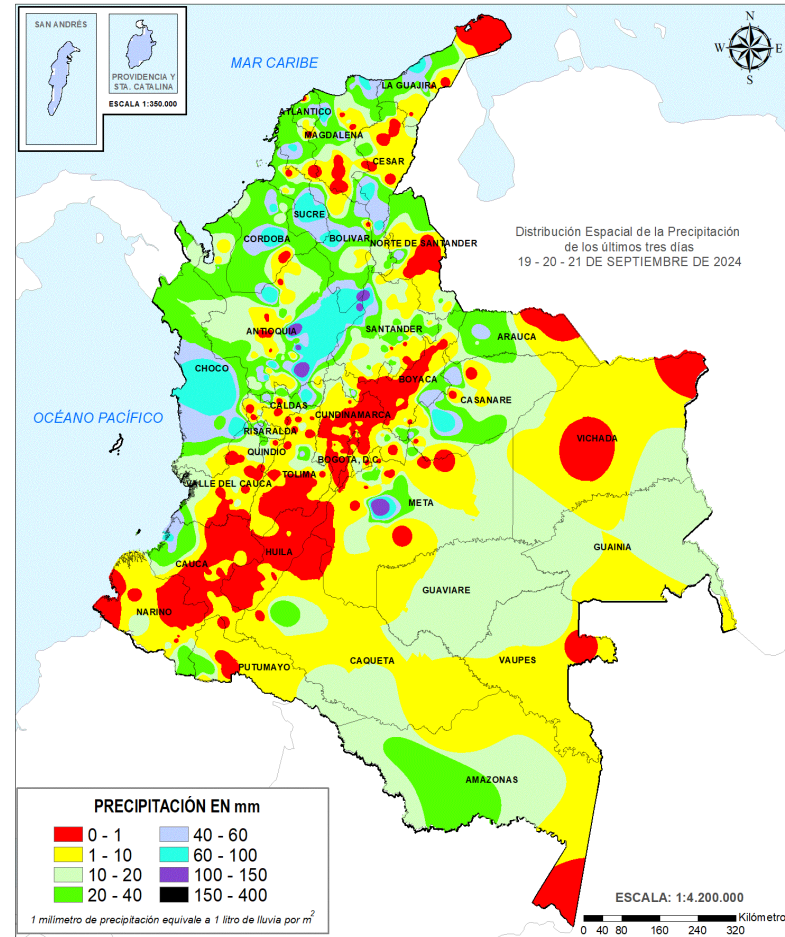 SAN ANDRÉS
PROVIDENCIA Y
STA. CATALINA
ESCALA 1:350.000
MAR CARIBE
N
W
E
S
LA GUAJIRA
ATLANTICO
MAGDALENA
CESAR
SUCRE
CORDOBA
BOLIVAR
NORTE DE SANTANDER
Distribución Espacial de la Precipitación
de los últimos tres días
19 - 20 - 21 DE SEPTIEMBRE DE 2024
ANTIOQUIA
SANTANDER
ARAUCA
CHOCO
BOYACA
CASANARE
OCÉANO PACÍFICO
CALDAS
CUNDINAMARCA
RISARALDA
VICHADA
QUINDIO
BOGOTA, D.C.
TOLIMA
VALLE DEL CAUCA
META
GUAINIA
HUILA
CAUCA
GUAVIARE
NARIÑO
PUTUMAYO
CAQUETA
VAUPES
AMAZONAS
PRECIPITACIÓN EN mm
0 - 1
40 - 60
1 - 10
60 - 100
10 - 20
100 - 150
20 - 40
150 - 400
1 milimetro de precipitación equivale a 1 litro de lluvia por m2
ESCALA: 1:4.200.000
Kilómetro
0 40 80 160 240 320